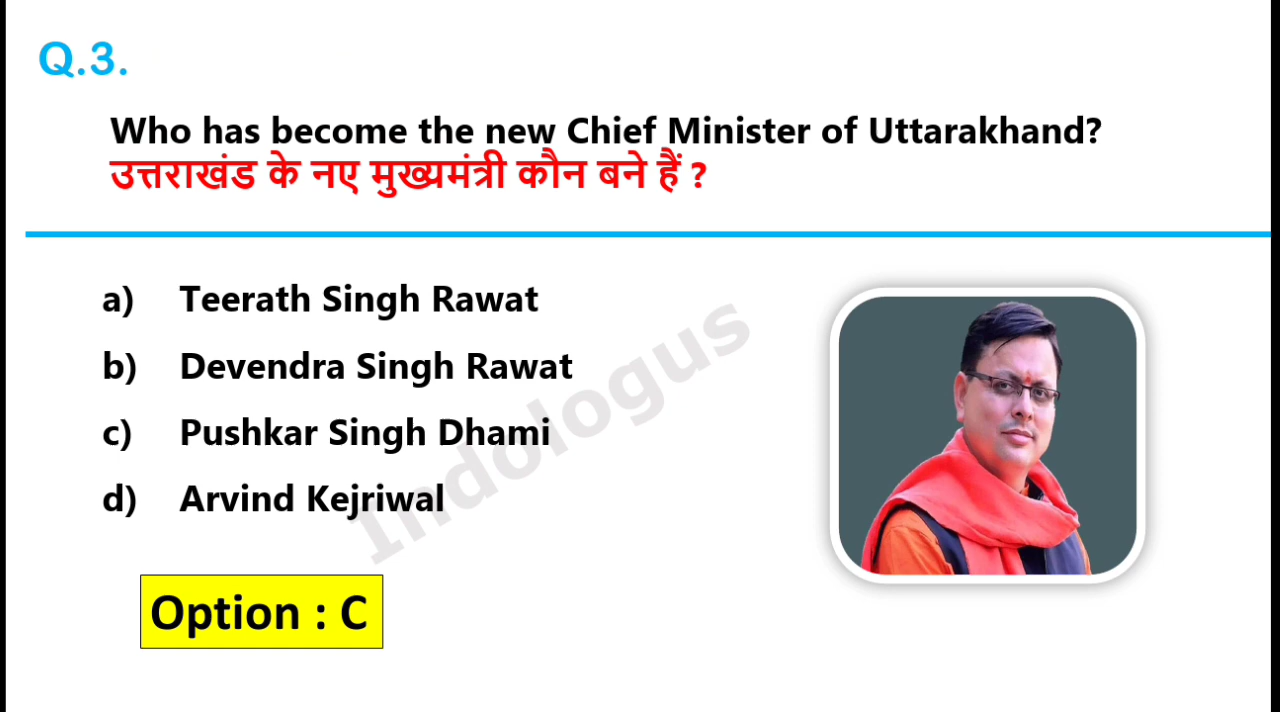 Q.3.
Who has become the new Chief Minister of Uttarakhand?
उत्तराखंड के नए मुख्यमंत्री कौन बने हैं ?
a) Teerath Singh Rawat
b) Devendra Singh Rawat
c) Pushkar Singh Dhami
d) Arvind Kejriwal
Indologus
Option : C